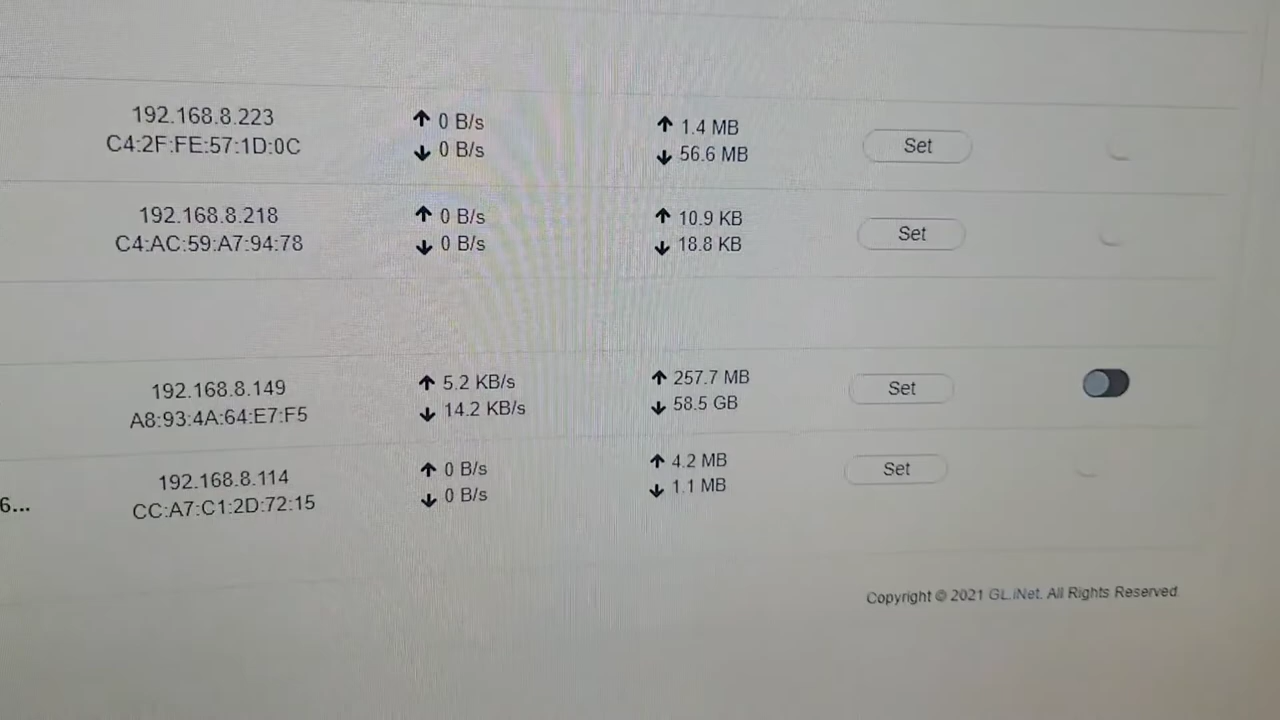 192.168.8.223
C4:2F:FE:57:1D:0C
0 B/s
0 B/s
1.4 MB
56.6 MB
Set
192.168.8.218
C4:AC:59:A7:94:78
0 B/s
0 B/s
10.9 KB
18.8 KB
Set
192.168.8.149
A8:93:4A:64:E7:F5
5.2 KB/s
14.2 KB/s
257.7 MB
58.5 GB
Set
6...
192.168.8.114
CC:A7:C1:2D:72:15
0 B/s
0 B/s
4.2 MB
1.1 MB
Set
Copyright © 2021 GL.iNet. All Rights Reserved.